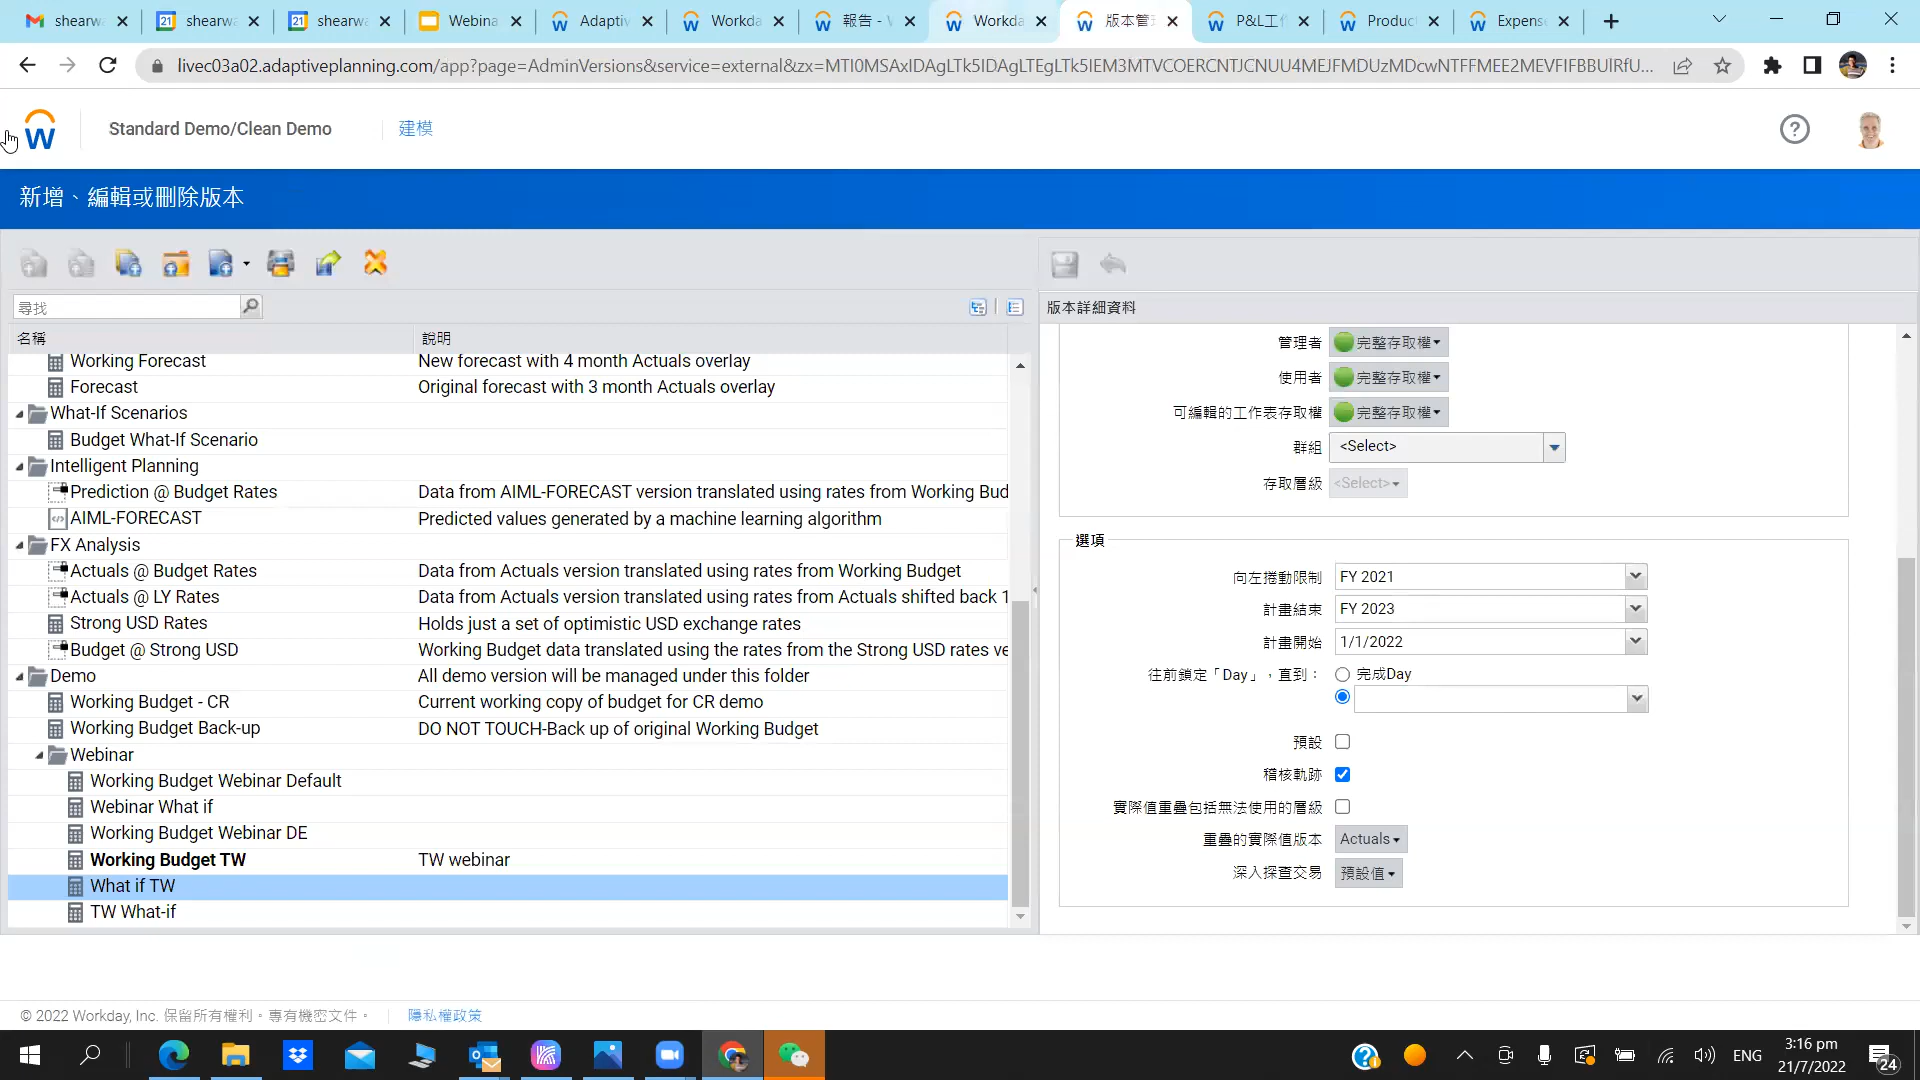 shearwa
shearwa
shearwa
Webina
Adaptiv
Workda
報告 - W
Workda
版本管理
P&L工作
Produc
Expense
livec03a02.adaptiveplanning.com/app?page=AdminVersions&service=external&zx=MTI0MSAxIDAgLTk5IDAgLTEgLTk5IEM3MTVCOERCNTJCNUU4MEJFMDUzMDcwNTFFMEE2MEVFIFBBUlRfU...
Standard Demo/Clean Demo
建模
新增、編輯或刪除版本
尋找
名稱 說明
Working Forecast New forecast with 4 month Actuals overlay
Forecast Original forecast with 3 month Actuals overlay
What-If Scenarios
Budget What-If Scenario
Intelligent Planning
Prediction @ Budget Rates Data from AIML-FORECAST version translated using rates from Working Bud
AIML-FORECAST Predicted values generated by a machine learning algorithm
FX Analysis
Actuals @ Budget Rates Data from Actuals version translated using rates from Working Budget
Actuals @ LY Rates Data from Actuals version translated using rates from Actuals shifted back 1
Strong USD Rates Holds just a set of optimistic USD exchange rates
Budget @ Strong USD Working Budget data translated using the rates from the Strong USD rates ve
Demo All demo version will be managed under this folder
Working Budget - CR Current working copy of budget for CR demo
Working Budget Back-up DO NOT TOUCH-Back up of original Working Budget
Webinar
Working Budget Webinar Default
Webinar What if
Working Budget Webinar DE
Working Budget TW TW webinar
What if TW
TW What-if
版本詳細資料
管理者 完整存取權
使用者 完整存取權
可編輯的工作表存取權 完整存取權
群組 <Select>
存取層級 <Select>
選項
向左捲動限制 FY 2021
計畫結束 FY 2023
計畫開始 1/1/2022
往前鎖定「Day」，直到： 完成Day
預設
稽核軌跡
實際值重疊包括無法使用的層級
重疊的實際值版本 Actuals
深入探查交易 預設值
© 2022 Workday, Inc. 保留所有權利。專有機密文件。
隱私權政策
ENG
3:16 pm
21/7/2022
24